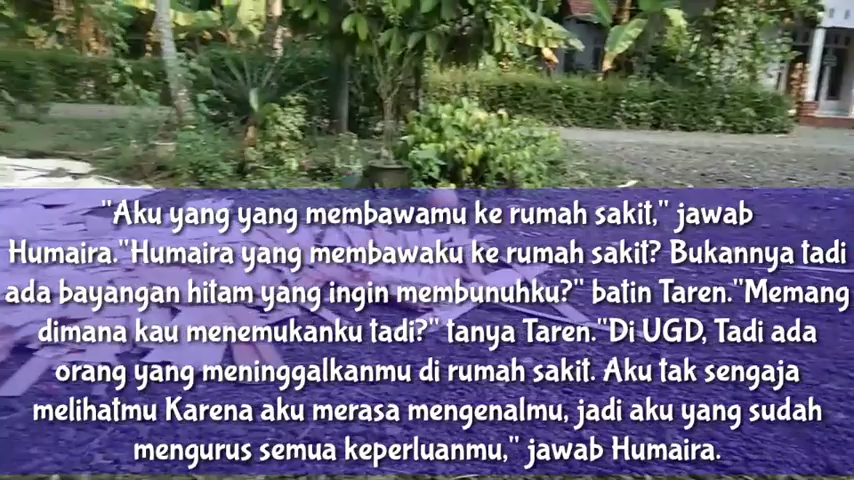 "Aku yang yang membawamu ke rumah sakit," jawab
Humaira."Humaira yang membawaku ke rumah sakit? Bukannya tadi
ada bayangan hitam yang ingin membunuhku?" batin Taren."Memang
dimana kau menemukanku tadi?" tanya Taren."Di UGD, Tadi ada
orang yang meninggalkanmu di rumah sakit. Aku tak sengaja
melihatmu Karena aku merasa mengenalmu, jadi aku yang sudah
mengurus semua keperluanmu," jawab Humaira.